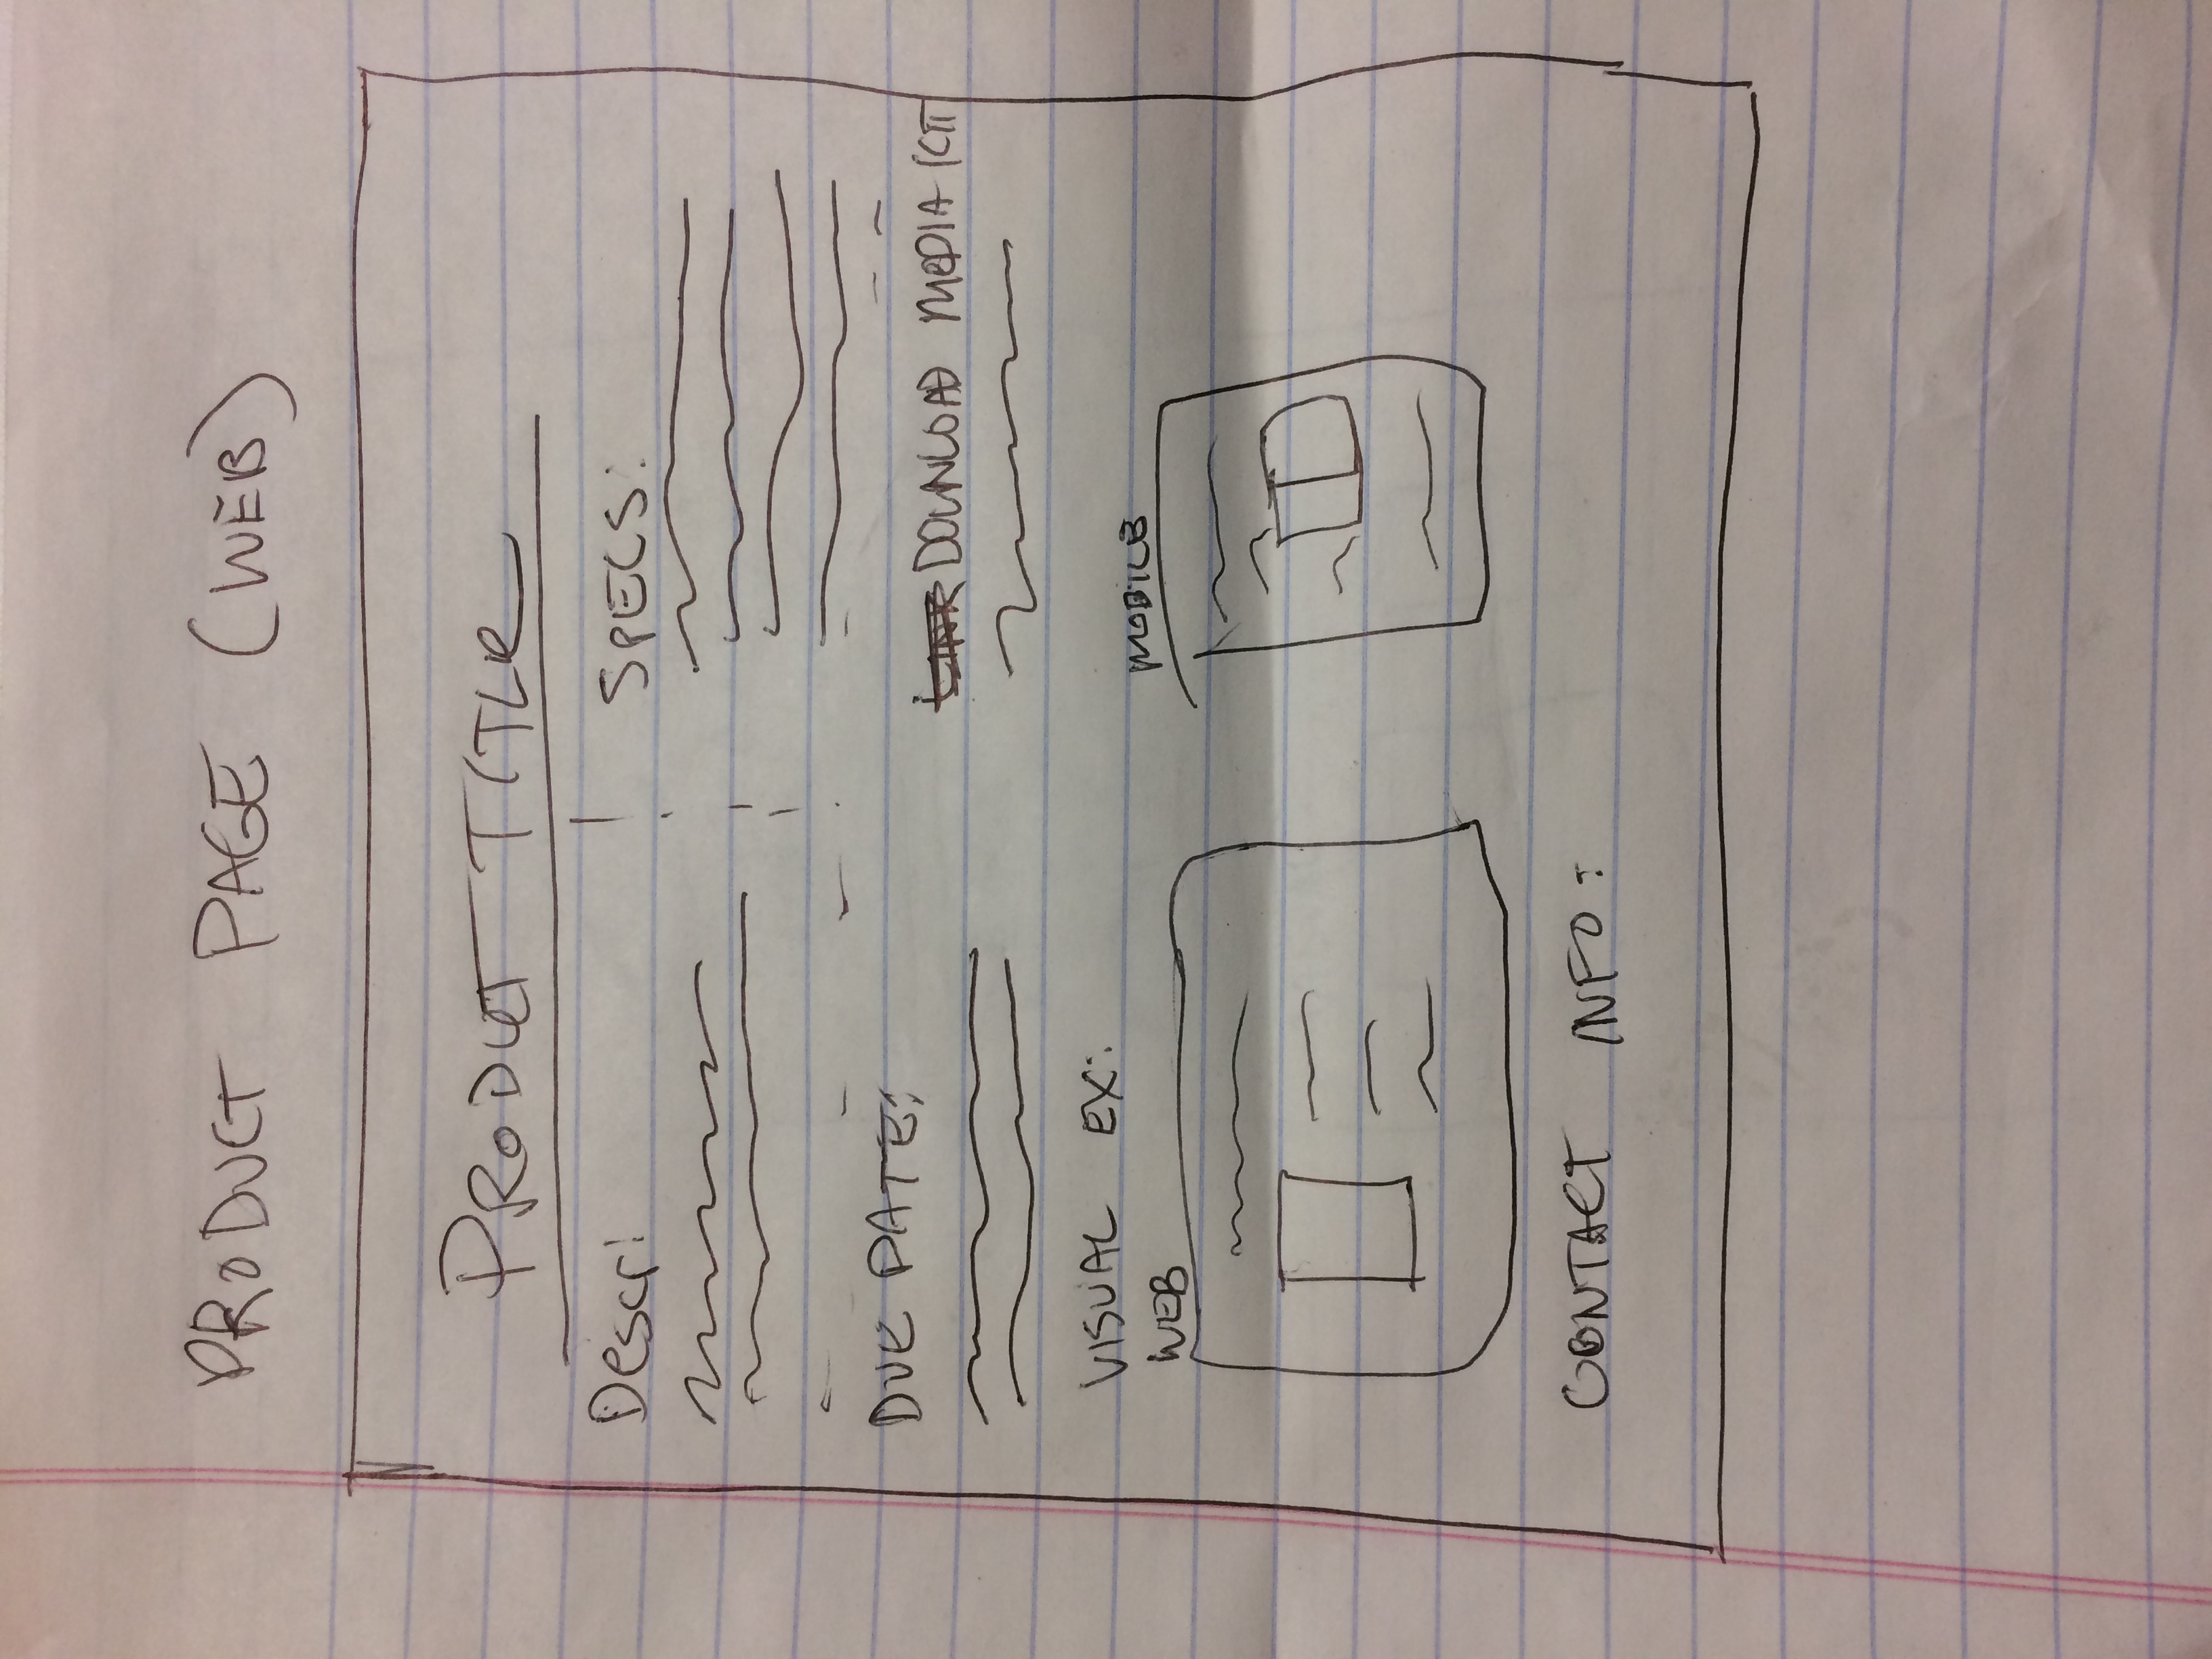 PRODUCT PAGE (WEB)
PRODUCT TITLE
Descr:
SPECS:
DUE DATE:
DOWNLOAD MEDIA KIT
VISUAL EX:
WEB
MOBILE
CONTACT INFO: